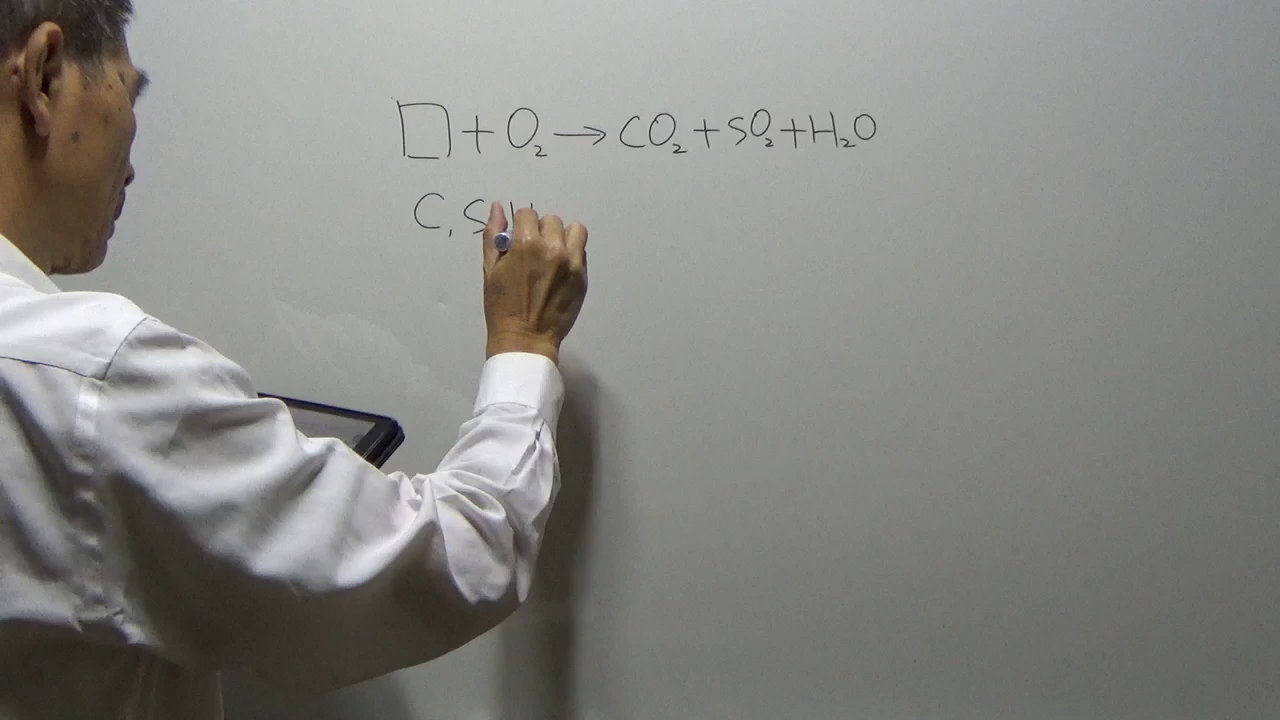 □ + O₂ → CO₂ + SO₂ + H₂O
C, S